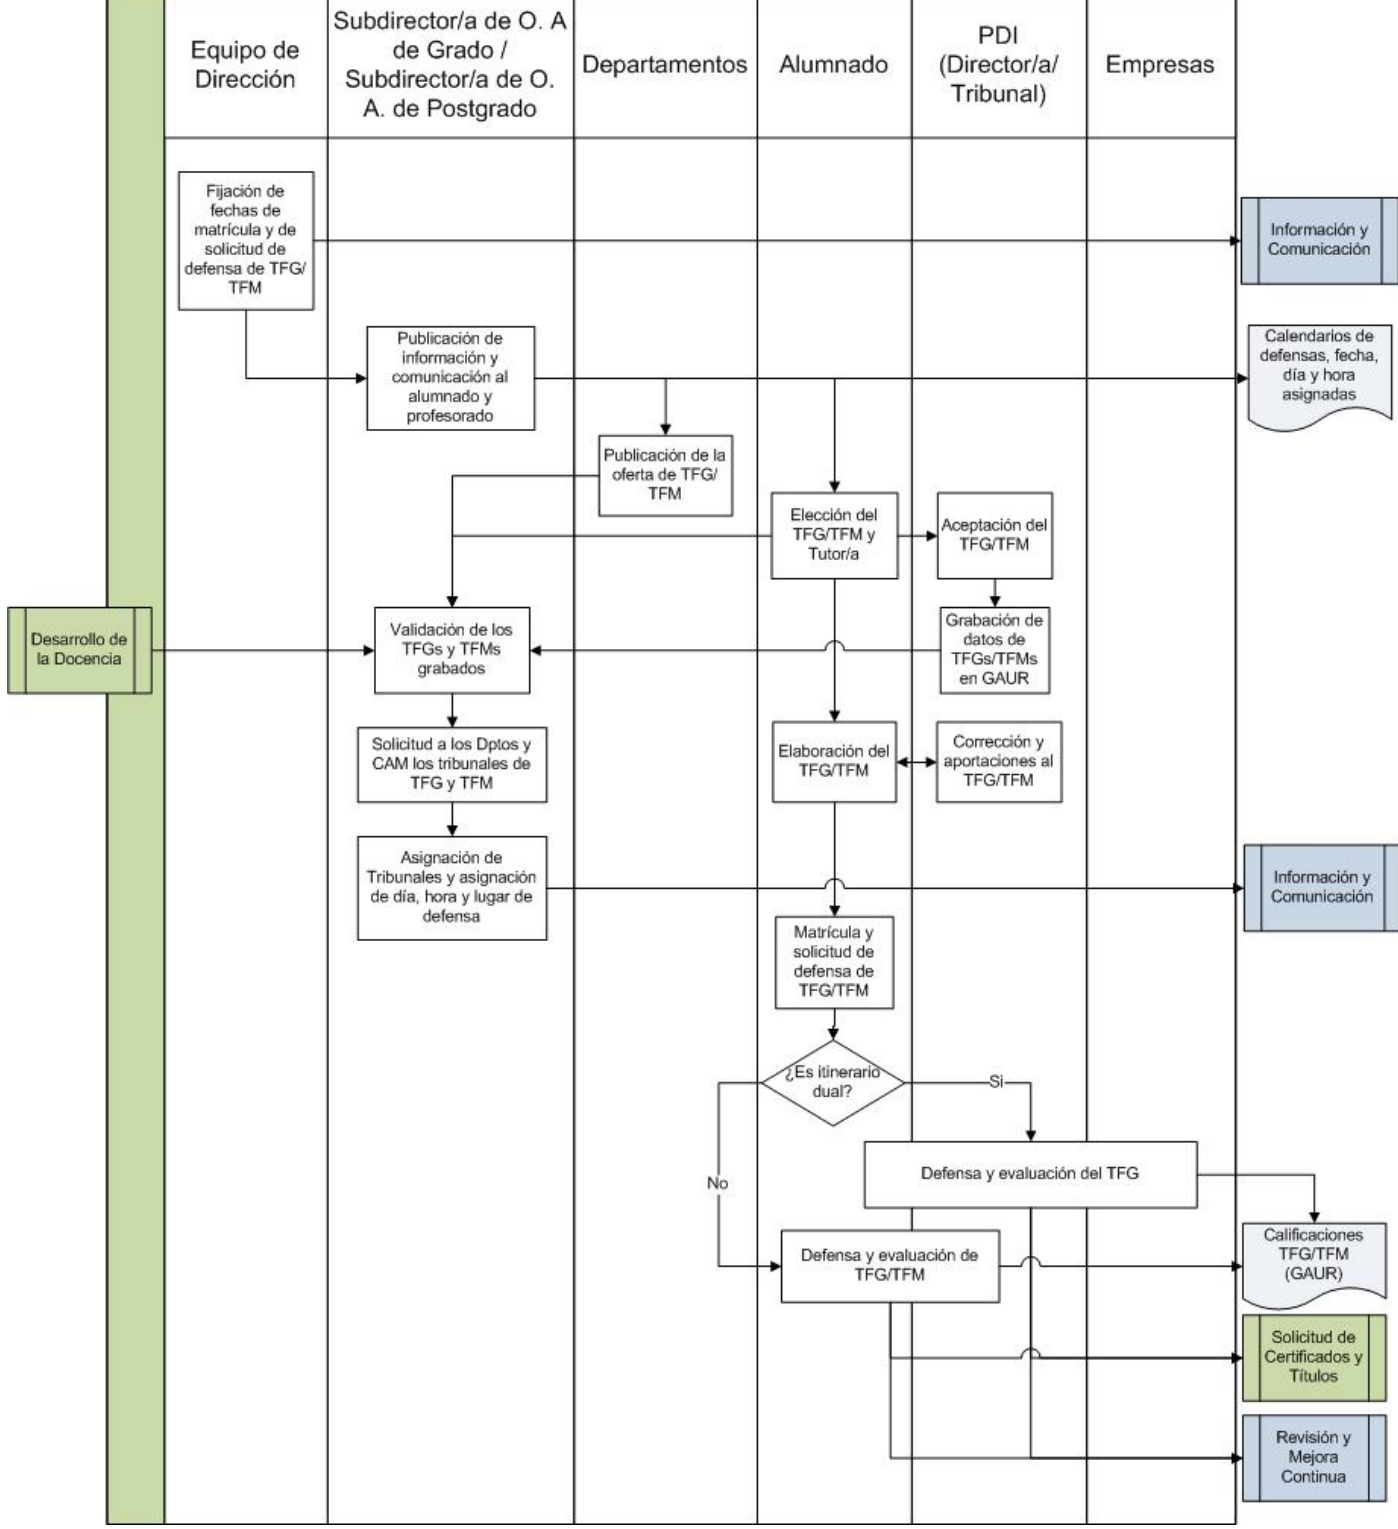 Equipo de
Dirección
Subdirector/a de O. A
de Grado /
Subdirector/a de O.
A. de Postgrado
Departamentos
Alumnado
PDI
(Director/a/
Tribunal)
Empresas
Fijación de
fechas de
matrícula y de
solicitud de
defensa de TFG/
TFM
Información y
Comunicación
Publicación de
información y
comunicación al
alumnado y
profesorado
Calendarios de
defensas, fecha,
día y hora
asignadas
Publicación de la
oferta de TFG/
TFM
Elección del
TFG/TFM y
Tutor/a
Aceptación del
TFG/TFM
Desarrollo de
la Docencia
Validación de los
TFGs y TFMs
grabados
Grabación de
datos de
TFGs/TFMs
en GAUR
Solicitud a los Dptos y
CAM los tribunales de
TFG y TFM
Elaboración del
TFG/TFM
Corrección y
aportaciones al
TFG/TFM
Asignación de
Tribunales y asignación
de día, hora y lugar de
defensa
Información y
Comunicación
Matrícula y
solicitud de
defensa de
TFG/TFM
¿Es itinerario
dual?
Si
No
Defensa y evaluación del TFG
Defensa y evaluación de
TFG/TFM
Calificaciones
TFG/TFM
(GAUR)
Solicitud de
Certificados y
Títulos
Revisión y
Mejora
Continua